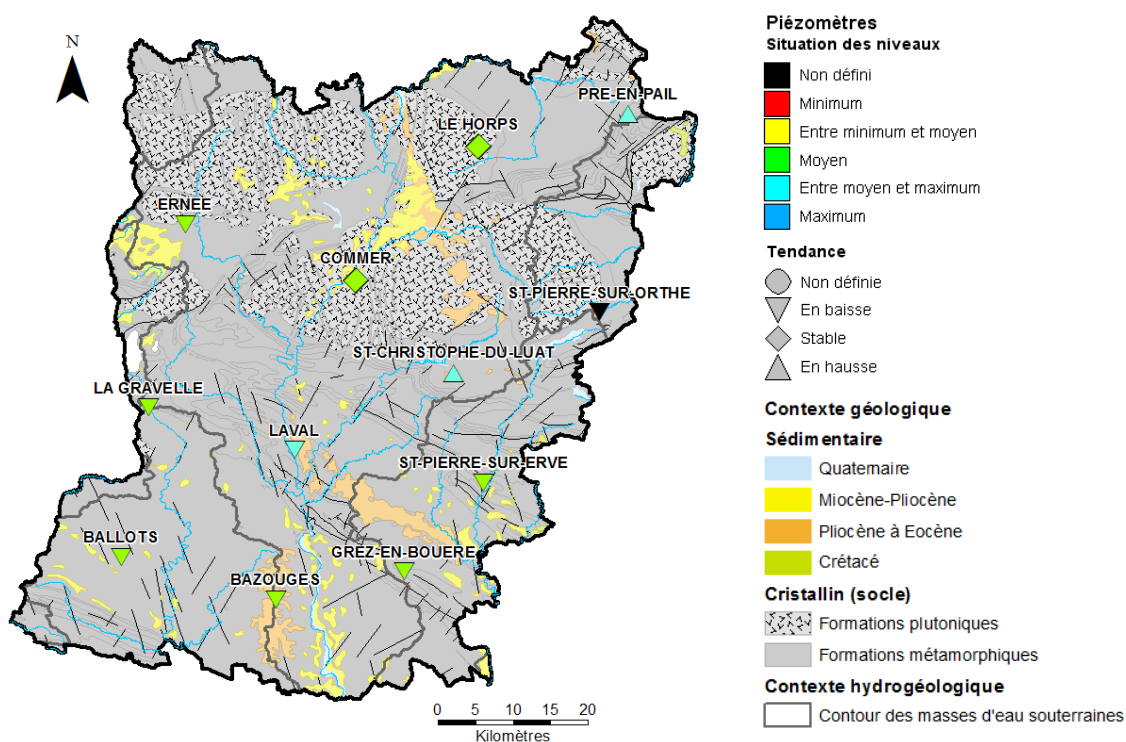 N
PRE-EN-PAIL
LE HORPS
ERNEE
COMMER
ST-PIERRE-SUR-ORTHE
ST-CHRISTOPHE-DU-LUAT
LA GRAVELLE
LAVAL
ST-PIERRE-SUR-ERVE
BALLOTS
GREZ-EN-BOUERE
BAZOUGES
0 5 10 15 20
Kilomètres
Piézomètres
Situation des niveaux
Non défini
Minimum
Entre minimum et moyen
Moyen
Entre moyen et maximum
Maximum
Tendance
Non définie
En baisse
Stable
En hausse
Contexte géologique
Sédimentaire
Quaternaire
Miocène-Pliocène
Pliocène à Eocène
Crétacé
Cristallin (socle)
Formations plutoniques
Formations métamorphiques
Contexte hydrogéologique
Contour des masses d'eau souterraines